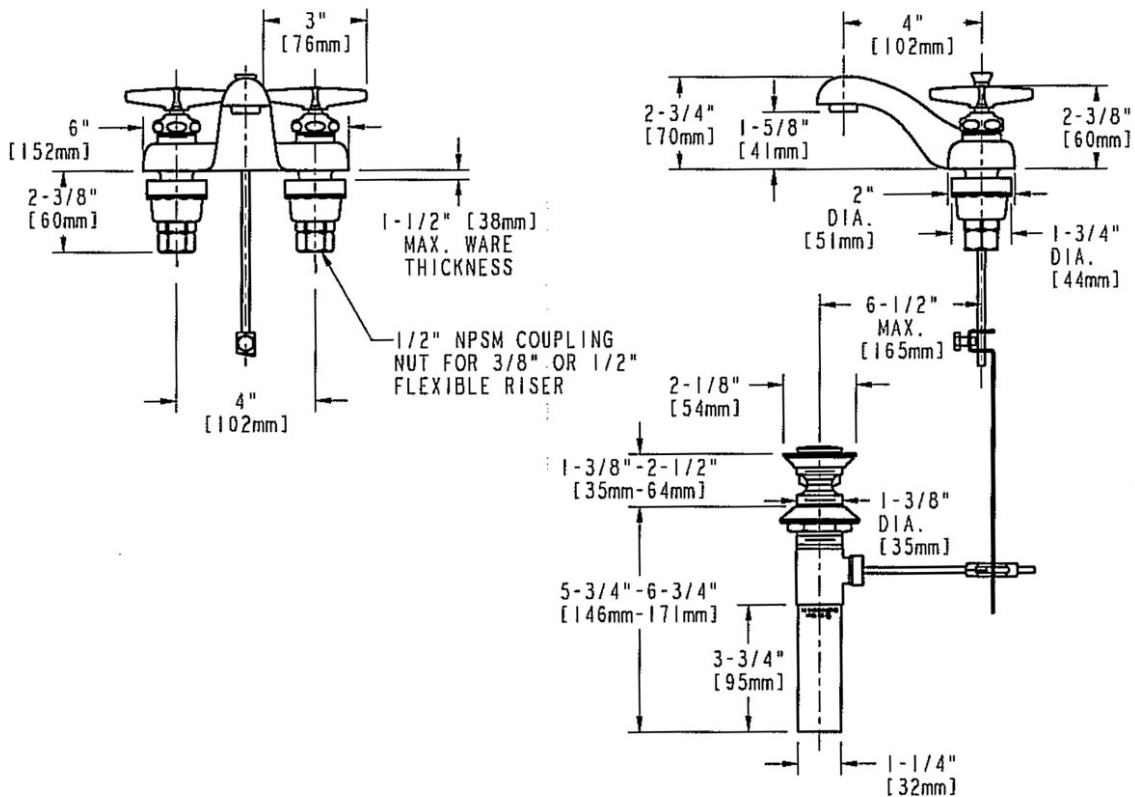 3"
[76mm]
6"
[152mm]
2-3/8"
[60mm]
1-1/2" [38mm]
MAX. WARE
THICKNESS
1/2" NPSM COUPLING
NUT FOR 3/8" OR 1/2"
FLEXIBLE RISER
4"
[102mm]
4"
[102mm]
2-3/4"
[70mm]
1-5/8"
[41mm]
2-3/8"
[60mm]
2"
DIA.
[51mm]
1-3/4"
DIA.
[44mm]
6-1/2"
MAX.
[165mm]
2-1/8"
[54mm]
1-3/8"-2-1/2"
[35mm-64mm]
1-3/8"
DIA.
[35mm]
5-3/4"-6-3/4"
[146mm-171mm]
3-3/4"
[95mm]
1-1/4"
[32mm]